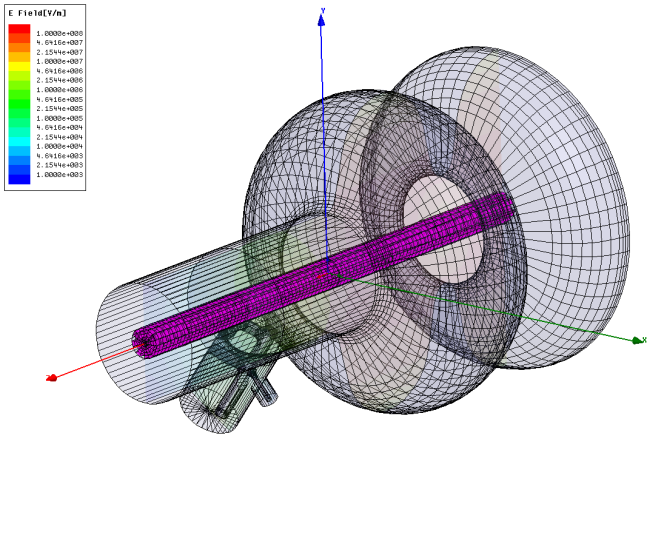 E Field[V/m]
1.0000e+008
4.6416e+007
2.1544e+007
1.0000e+007
4.6416e+006
2.1544e+006
1.0000e+006
4.6416e+005
2.1544e+005
1.0000e+005
4.6416e+004
2.1544e+004
1.0000e+004
4.6416e+003
2.1544e+003
1.0000e+003
Y
X
Z